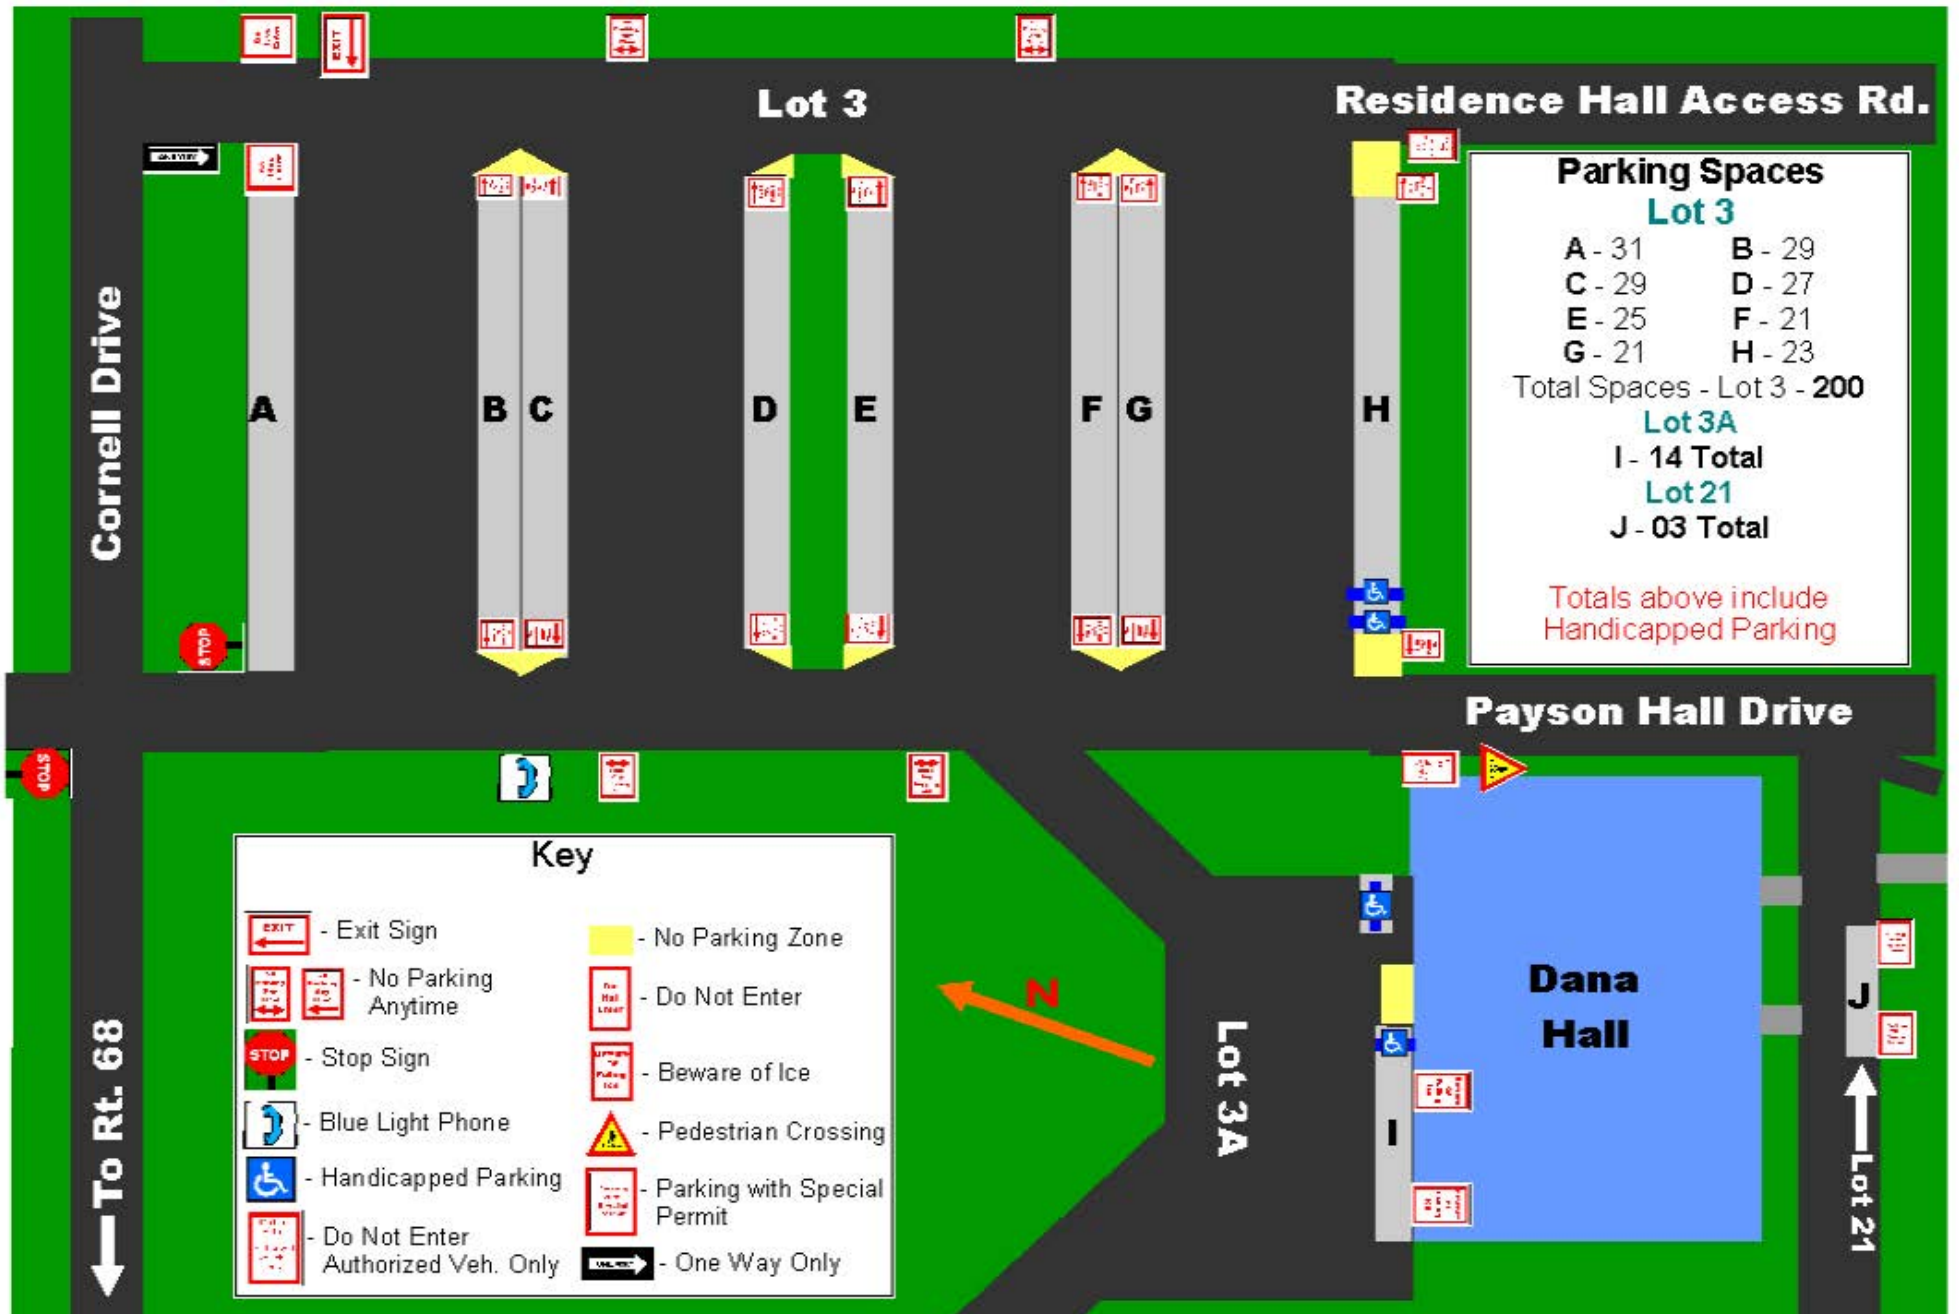 EXIT
Lot 3
Residence Hall Access Rd.
Cornell Drive
A
B
C
D
E
F
G
H
Parking Spaces
Lot 3
A - 31 B - 29
C - 29 D - 27
E - 25 F - 21
G - 21 H - 23
Total Spaces - Lot 3 - 200
Lot 3A
I - 14 Total
Lot 21
J - 03 Total
Totals above include
Handicapped Parking
STOP
Payson Hall Drive
STOP
To Rt. 68
Key
EXIT - Exit Sign
- No Parking
Anytime
STOP - Stop Sign
- Blue Light Phone
- Handicapped Parking
- Do Not Enter
Authorized Veh. Only
- No Parking Zone
- Do Not Enter
- Beware of Ice
- Pedestrian Crossing
- Parking with Special
Permit
- One Way Only
N
Lot 3A
I
Dana
Hall
J
Lot 21